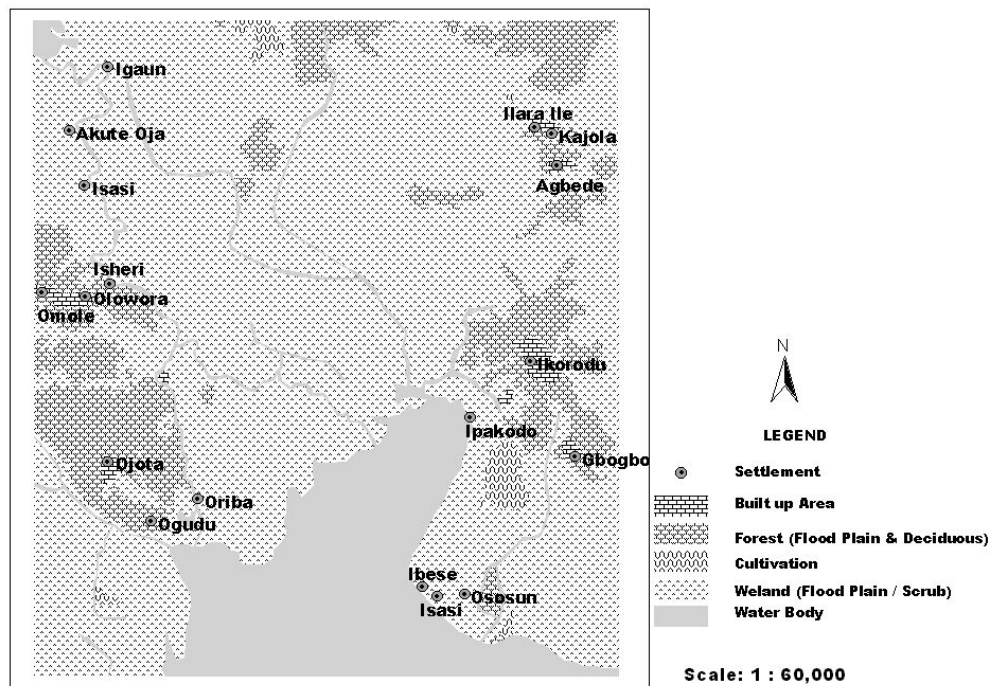 Igaun
Ilara Ile
Akute Oja
Kajola
Agbede
Isasi
Isheri
Olowora
Omole
Ikorodu
N
Ipakodo
LEGEND
Ojota
Gbogbo
Settlement
Oriba
Built up Area
Ogudu
Forest (Flood Plain & Deciduous)
Cultivation
Ibese
Ososun
Isasi
Weland (Flood Plain / Scrub)
Water Body
Scale: 1 : 60,000